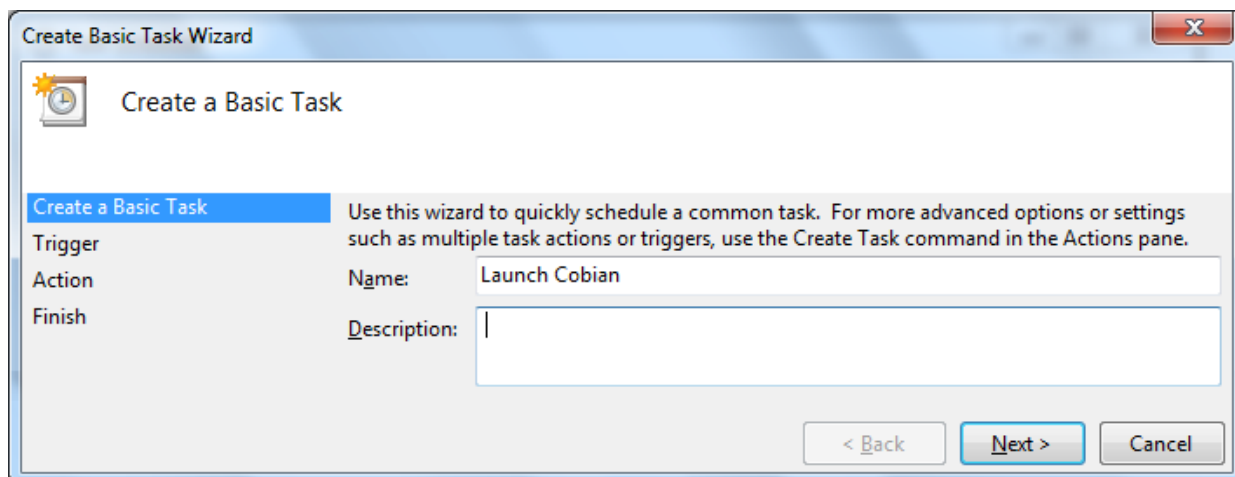 Create Basic Task Wizard
Create a Basic Task
Create a Basic Task
Trigger
Action
Finish
Use this wizard to quickly schedule a common task. For more advanced options or settings
such as multiple task actions or triggers, use the Create Task command in the Actions pane.
Name: Launch Cobian
Description:
< Back Next > Cancel